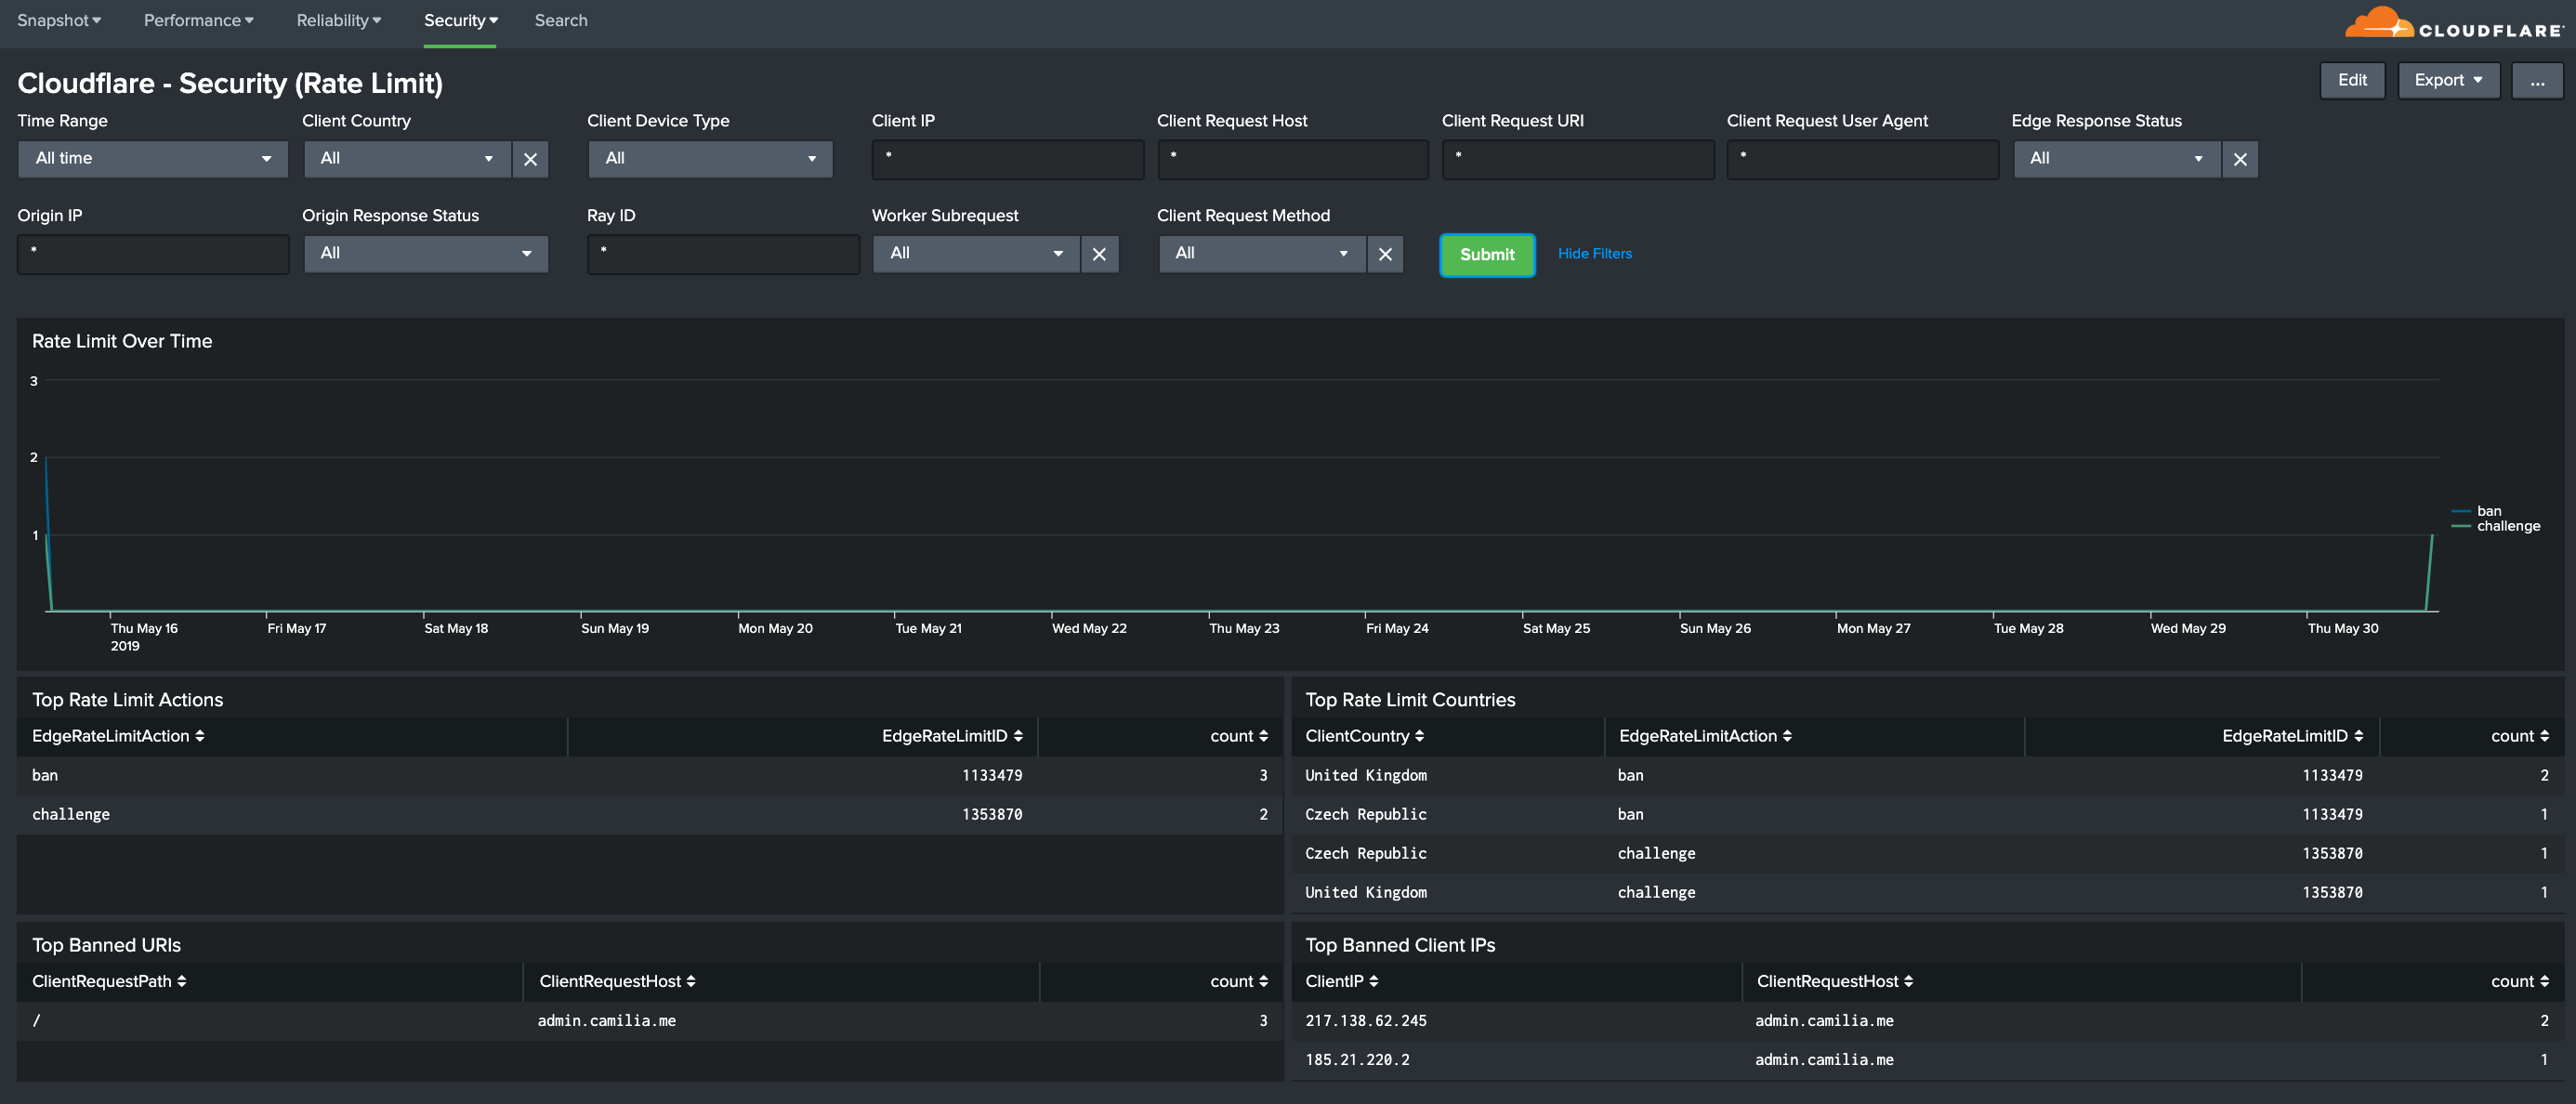 Snapshot Performance Reliability Security Search CLOUDFLARE
Cloudflare - Security (Rate Limit) Edit Export ...
Time Range Client Country Client Device Type Client IP Client Request Host Client Request URI Client Request User Agent Edge Response Status
All time All All * * * * All
Origin IP Origin Response Status Ray ID Worker Subrequest Client Request Method
* All * All All Submit Hide Filters
Rate Limit Over Time
3
2
1
ban
challenge
Thu May 16 Fri May 17 Sat May 18 Sun May 19 Mon May 20 Tue May 21 Wed May 22 Thu May 23 Fri May 24 Sat May 25 Sun May 26 Mon May 27 Tue May 28 Wed May 29 Thu May 30
2019
Top Rate Limit Actions
EdgeRateLimitAction EdgeRateLimitID count
ban 1133479 3
challenge 1353870 2
Top Rate Limit Countries
ClientCountry EdgeRateLimitAction EdgeRateLimitID count
United Kingdom ban 1133479 2
Czech Republic ban 1133479 1
Czech Republic challenge 1353870 1
United Kingdom challenge 1353870 1
Top Banned URIs
ClientRequestPath ClientRequestHost count
/ admin.camilia.me 3
Top Banned Client IPs
ClientIP ClientRequestHost count
217.138.62.245 admin.camilia.me 2
185.21.220.2 admin.camilia.me 1